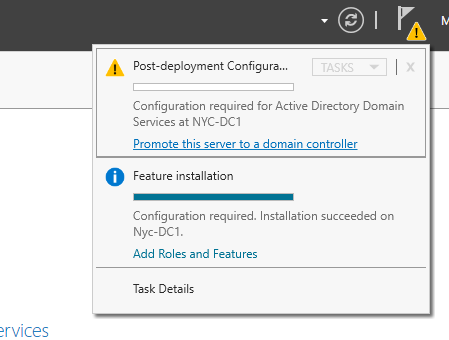 M
Post-deployment Configura...
TASKS
X
Configuration required for Active Directory Domain
Services at NYC-DC1
Promote this server to a domain controller
Feature installation
Configuration required. Installation succeeded on
Nyc-DC1.
Add Roles and Features
Task Details
ervices